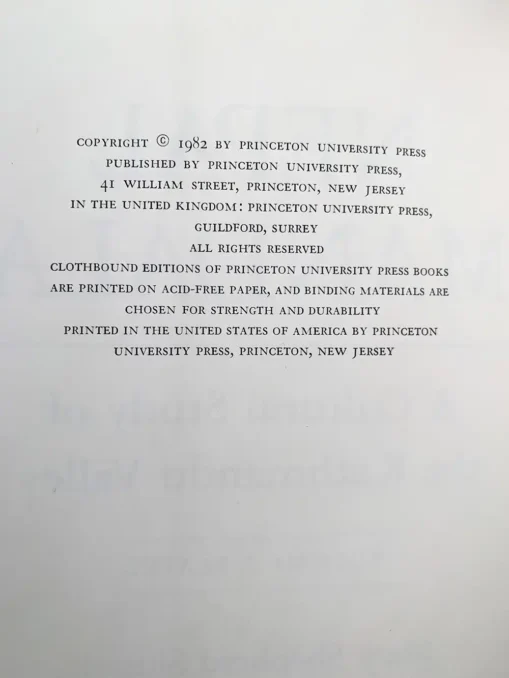 COPYRIGHT © 1982 BY PRINCETON UNIVERSITY PRESS
PUBLISHED BY PRINCETON UNIVERSITY PRESS,
41 WILLIAM STREET, PRINCETON, NEW JERSEY
IN THE UNITED KINGDOM: PRINCETON UNIVERSITY PRESS,
GUILDFORD, SURREY
ALL RIGHTS RESERVED
CLOTHBOUND EDITIONS OF PRINCETON UNIVERSITY PRESS BOOKS
ARE PRINTED ON ACID-FREE PAPER, AND BINDING MATERIALS ARE
CHOSEN FOR STRENGTH AND DURABILITY
PRINTED IN THE UNITED STATES OF AMERICA BY PRINCETON
UNIVERSITY PRESS, PRINCETON, NEW JERSEY